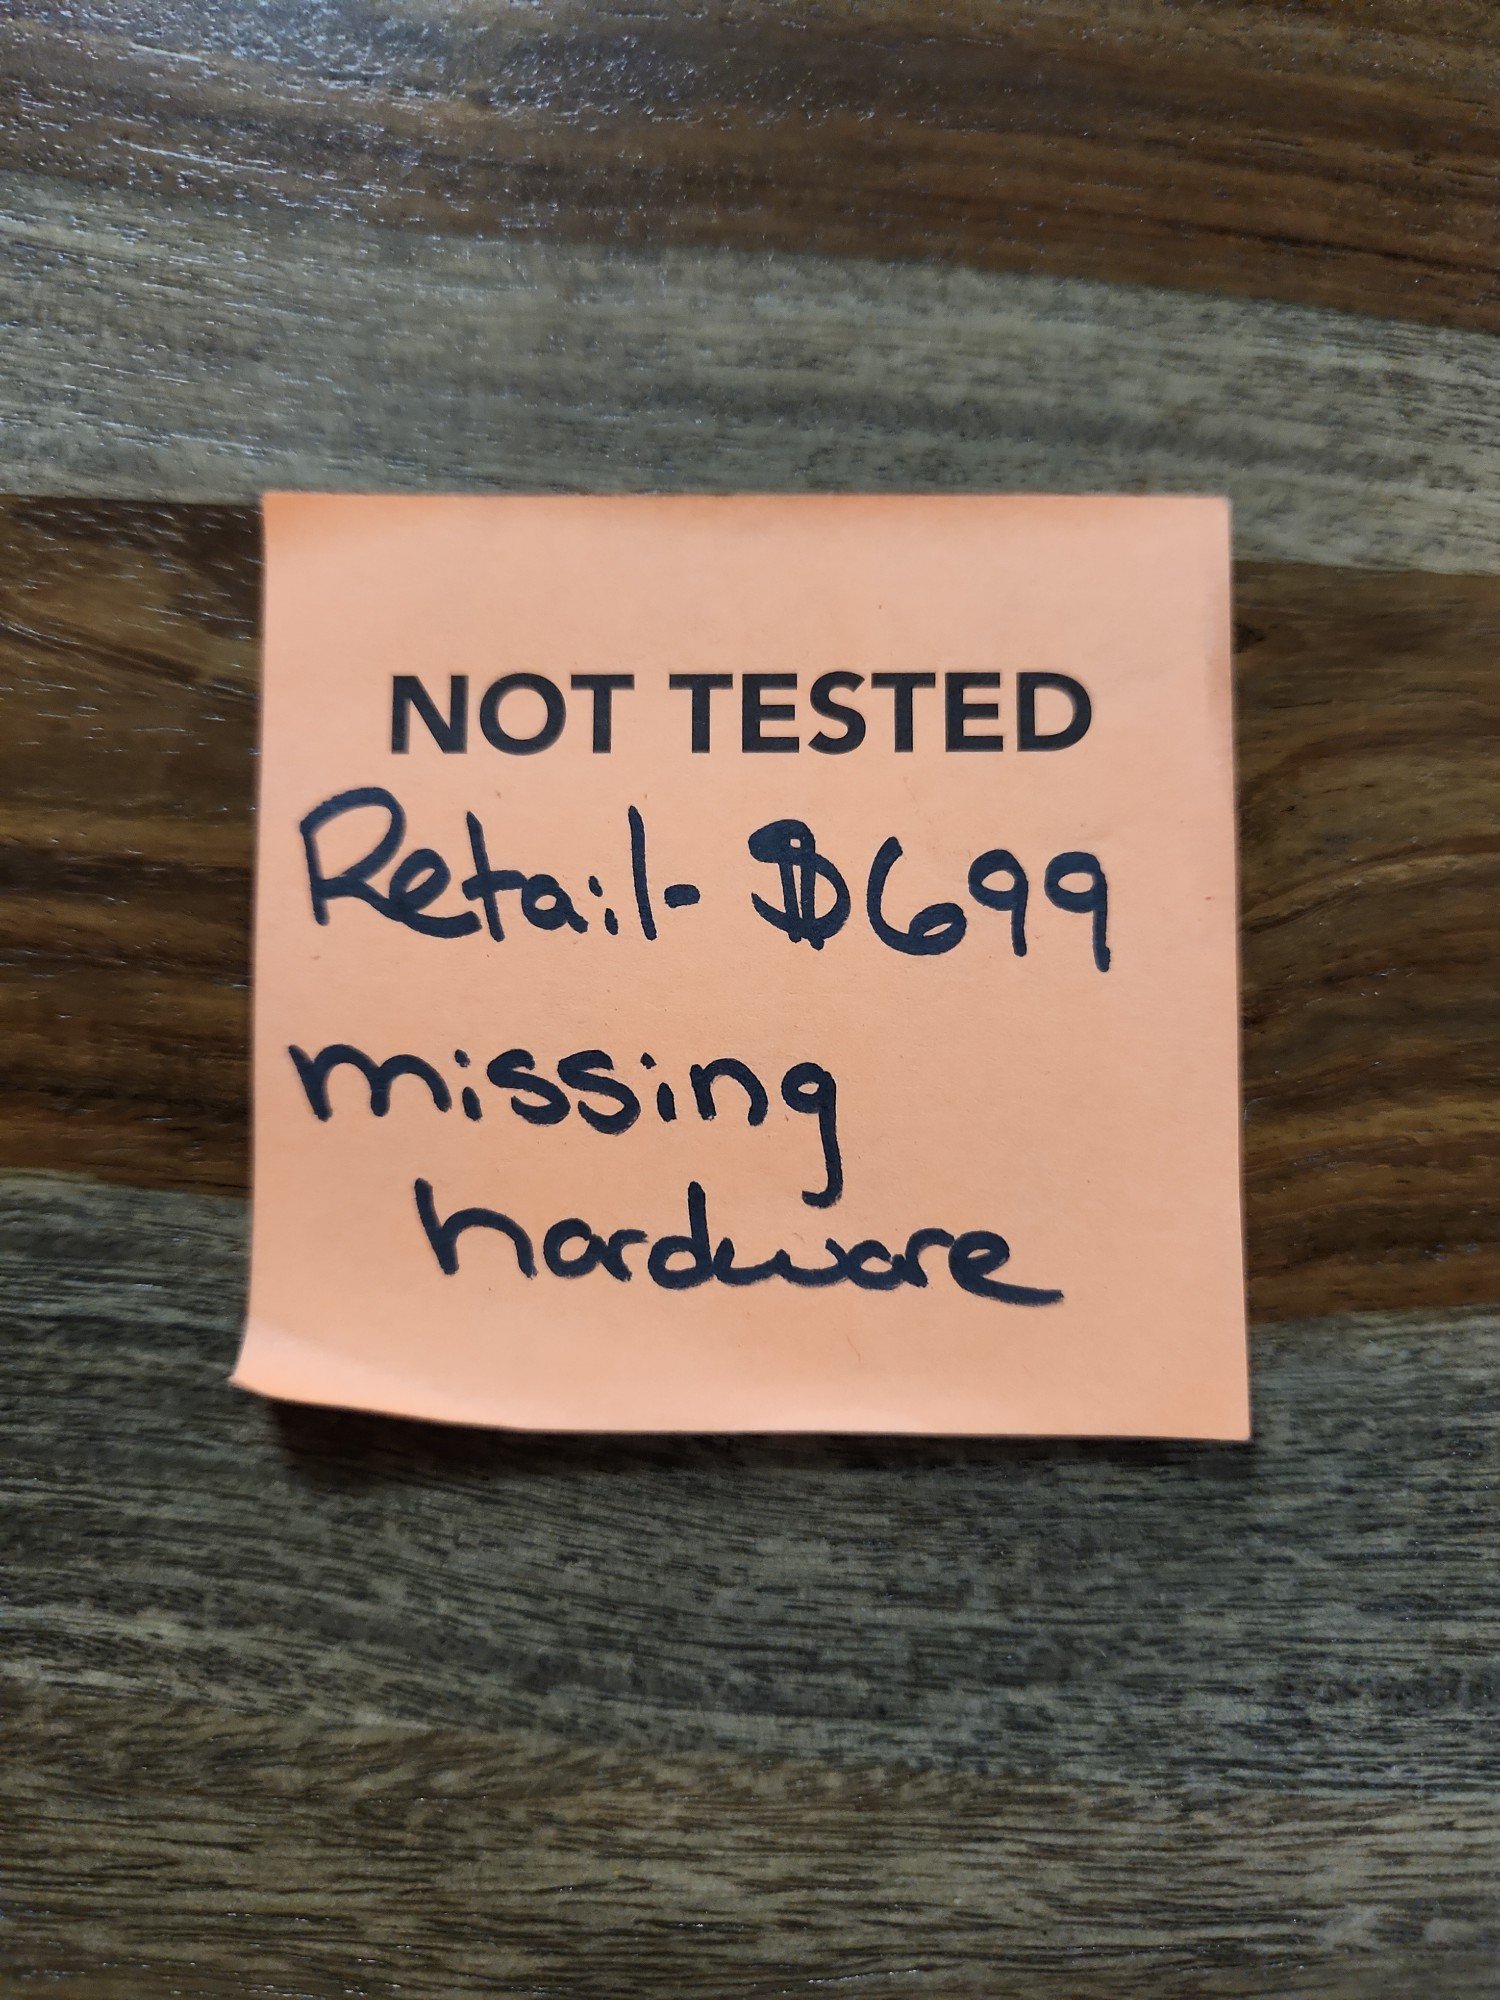 NOT TESTED
Retail- $699
missing
hardware